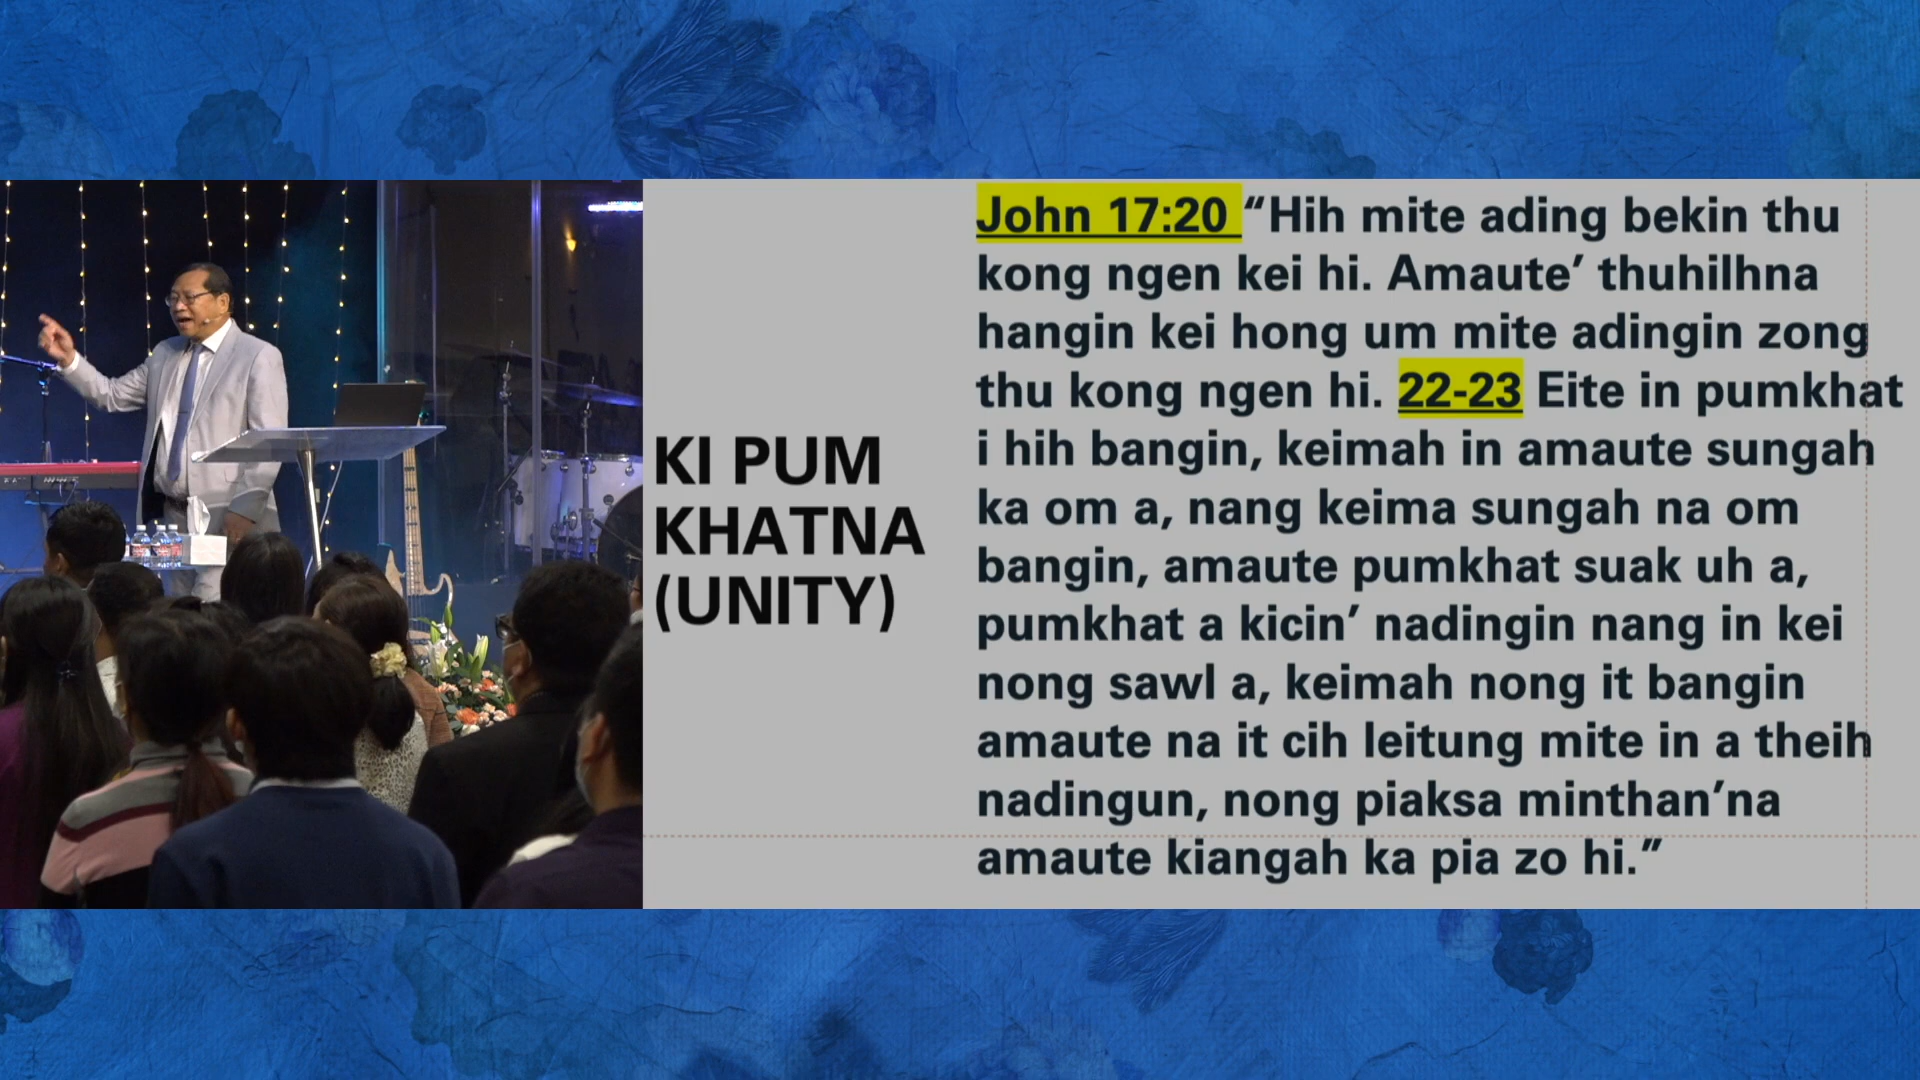 KI PUM
KHATNA
(UNITY)
John 17:20 “Hih mite ading bekin thu
kong ngen kei hi. Amaute’ thuhilhna
hangin kei hong um mite adingin zong
thu kong ngen hi. 22-23 Eite in pumkhat
i hih bangin, keimah in amaute sungah
ka om a, nang keima sungah na om
bangin, amaute pumkhat suak uh a,
pumkhat a kicin’ nadingin nang in kei
nong sawl a, keimah nong it bangin
amaute na it cih leitung mite in a theih
nadingun, nong piaksa minthan’na
amaute kiangah ka pia zo hi.”